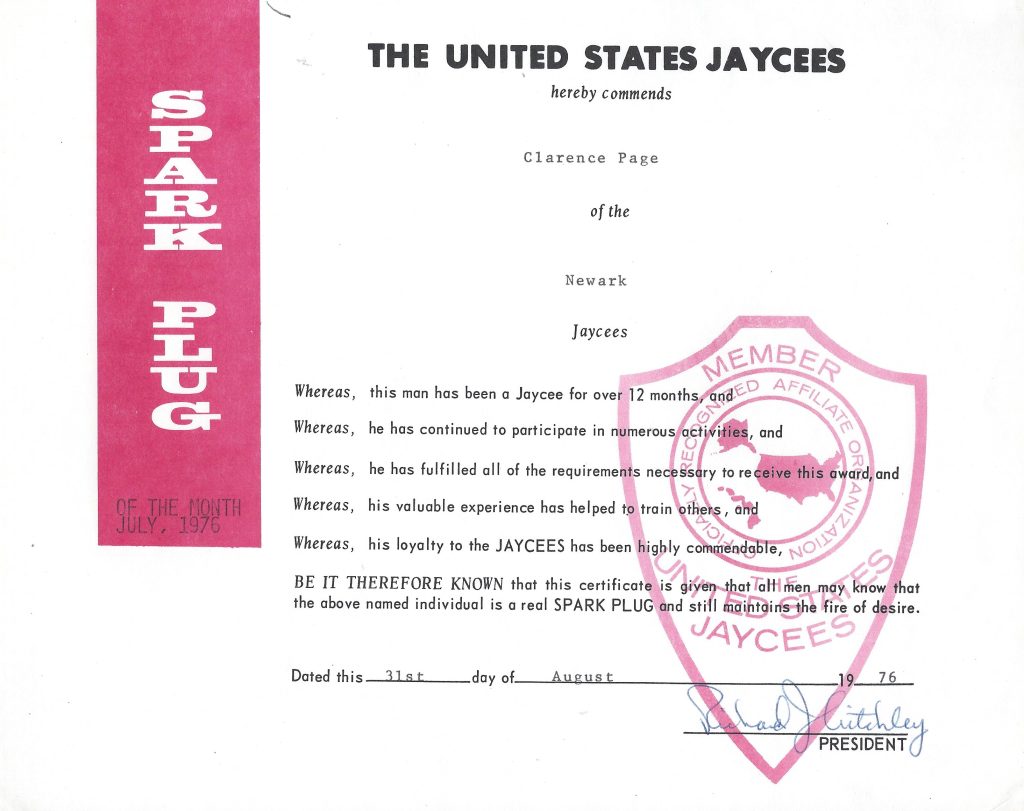 SPARK PLUG
OF THE MONTH
JULY, 1976
THE UNITED STATES JAYCEES
hereby commends
Clarence Page
of the
Newark
Jaycees
Whereas, this man has been a Jaycee for over 12 months, and
Whereas, he has continued to participate in numerous activities, and
Whereas, he has fulfilled all of the requirements necessary to receive this award, and
Whereas, his valuable experience has helped to train others, and
Whereas, his loyalty to the JAYCEES has been highly commendable,
BE IT THEREFORE KNOWN that this certificate is given that all men may know that
the above named individual is a real SPARK PLUG and still maintains the fire of desire.
Dated this 31st day of August 19 76
Richard J Critchley
PRESIDENT
MEMBER
OFFICIALLY RECOGNIZED AFFILIATE ORGANIZATION
THE
UNITED STATES
JAYCEES